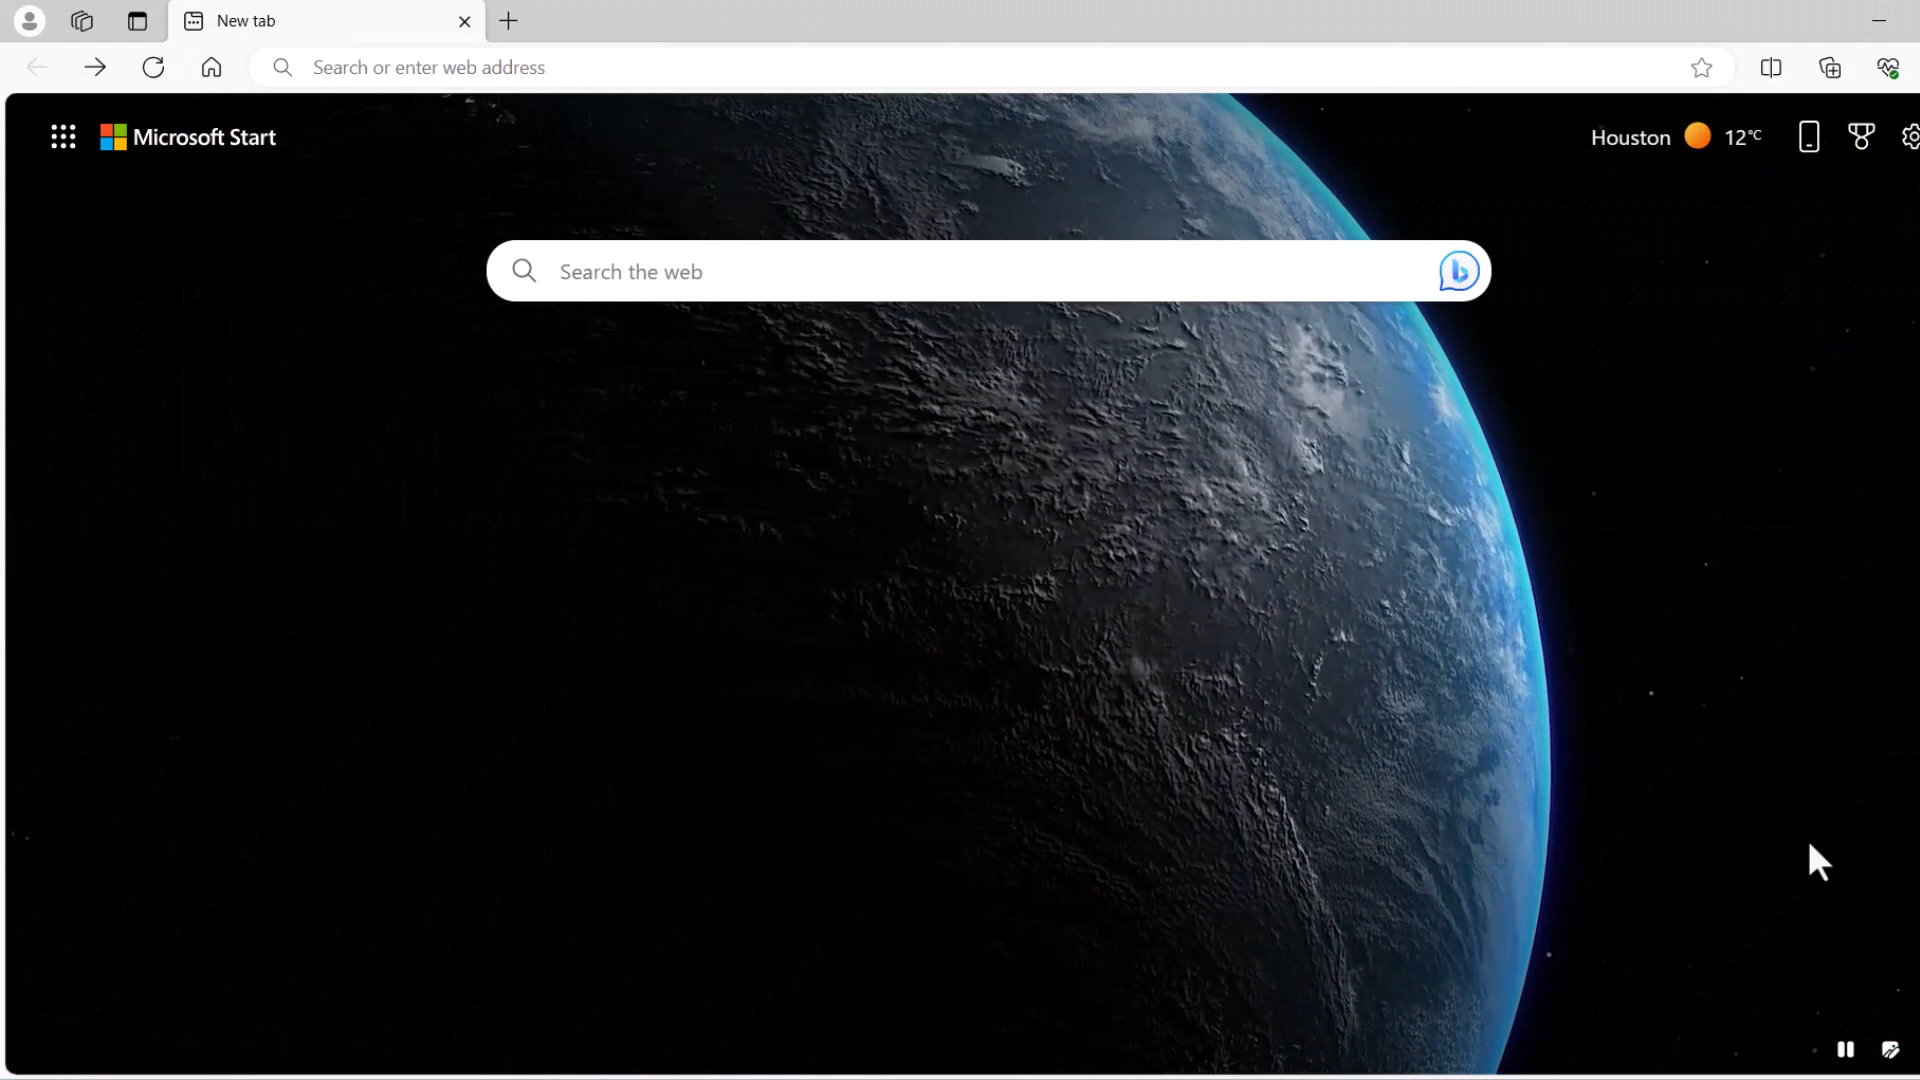 New tab
Search or enter web address
Microsoft Start
Houston 12°C
Search the web